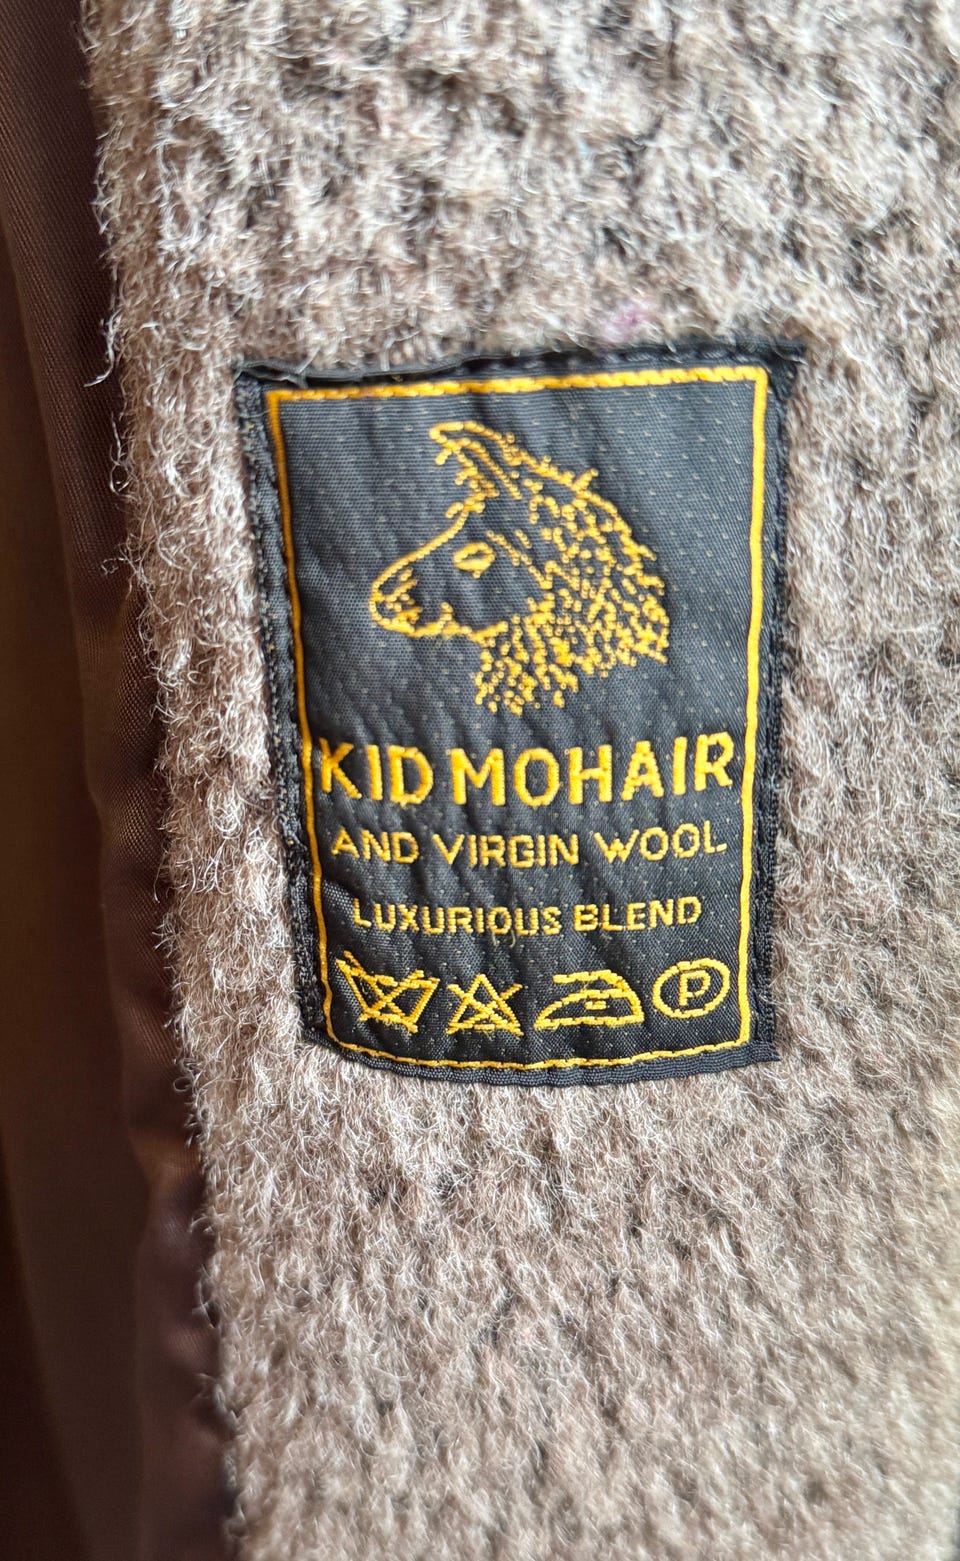 KID MOHAIR
AND VIRGIN WOOL
LUXURIOUS BLEND
P